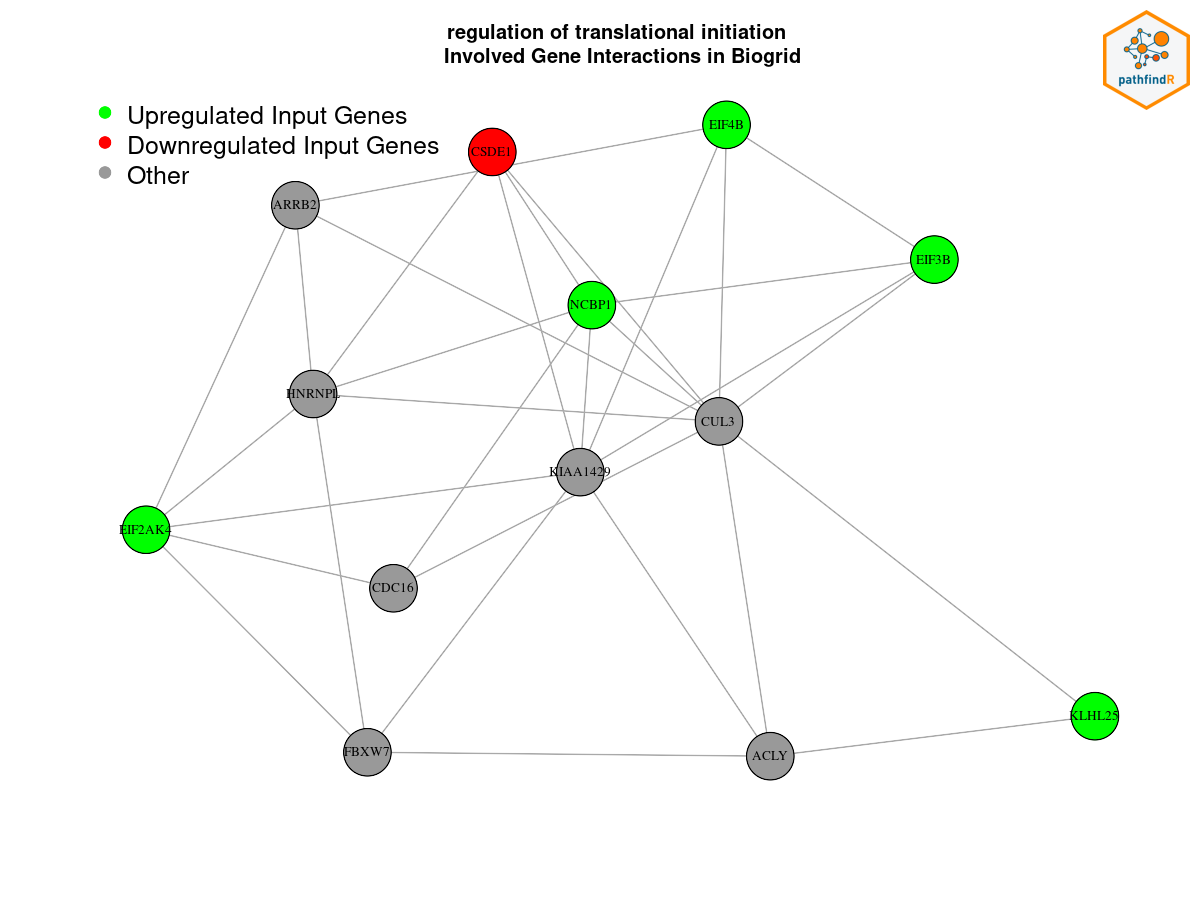 regulation of translational initiation
Involved Gene Interactions in Biogrid
pathfindR
Upregulated Input Genes
Downregulated Input Genes
Other
EIF4B
CSDE1
ARRB2
EIF3B
NCBP1
HNRNPL
CUL3
KIAA1429
EIF2AK4
CDC16
KLHL25
FBXW7
ACLY